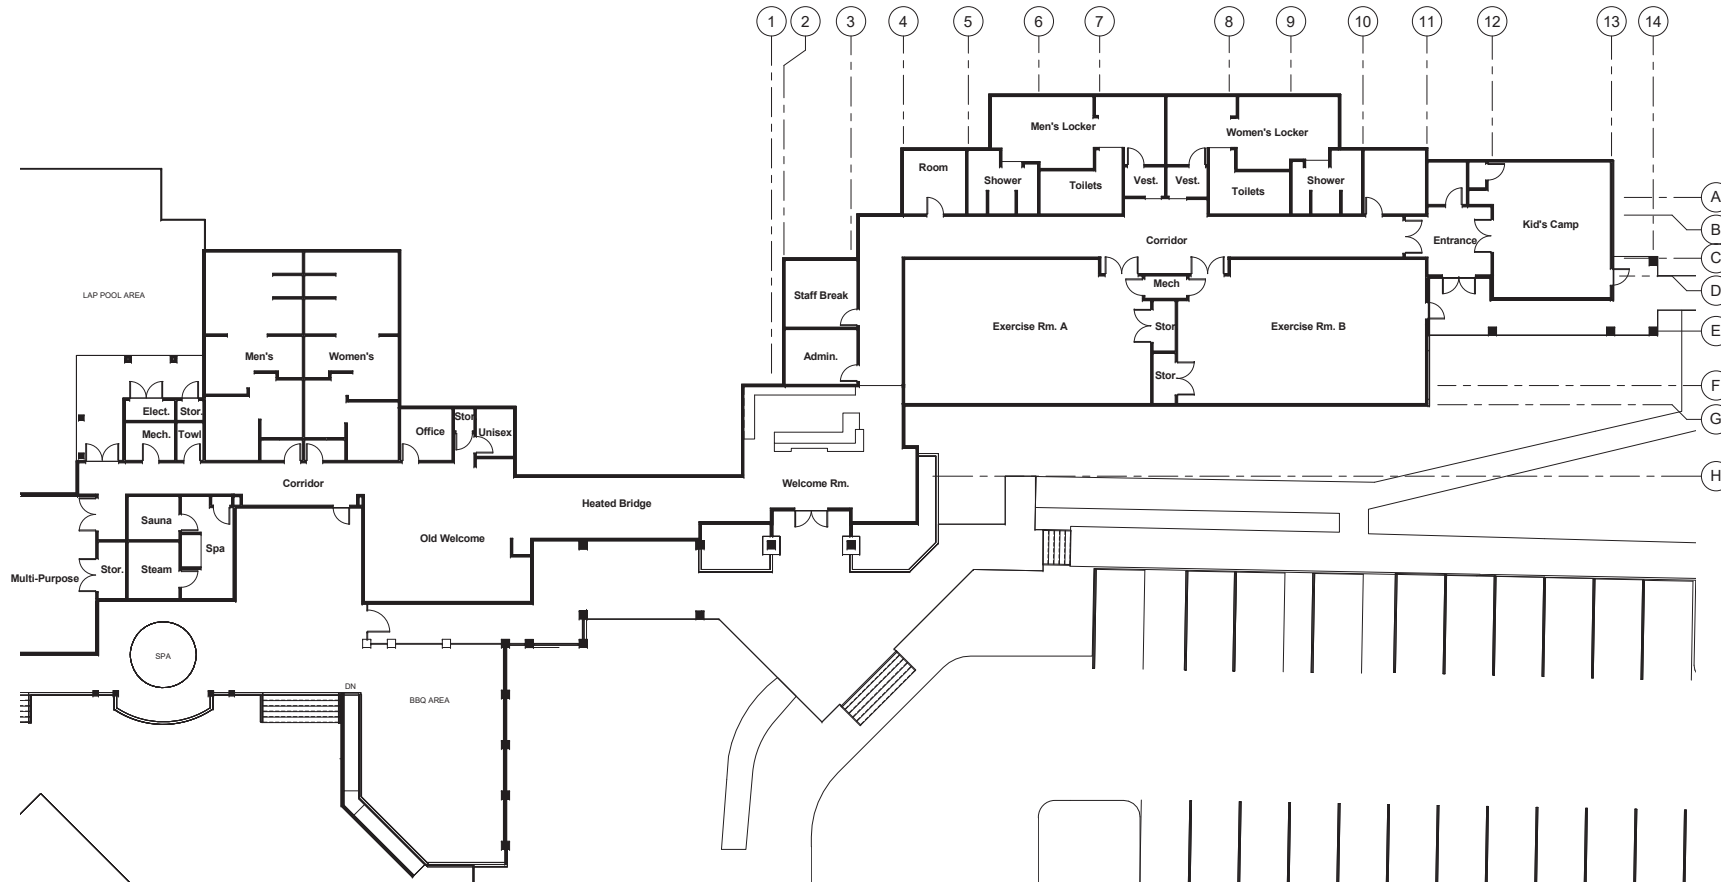 1 2 3 4 5 6 7 8 9 10 11 12 13 14
Men's Locker
Women's Locker
Room
Shower
Toilets
Vest.
Vest.
Toilets
Shower
Kid's Camp
A
B
C
D
E
F
G
H
Corridor
Entrance
Staff Break
Mech
Exercise Rm. A
Stor
Exercise Rm. B
Admin.
Stor.
LAP POOL AREA
Men's
Women's
Elect.
Stor.
Mech.
Towl
Office
Stor
Unisex
Corridor
Heated Bridge
Welcome Rm.
Sauna
Old Welcome
Spa
Steam
Stor.
Multi-Purpose
SPA
DN
BBQ AREA